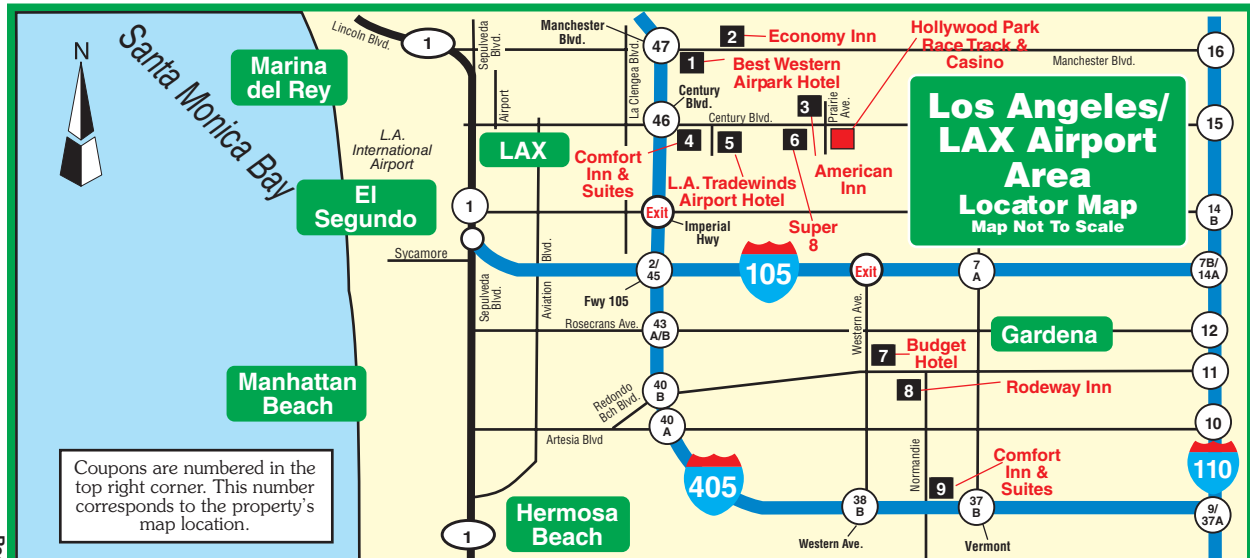 Santa Monica Bay
N
Lincoln Blvd.
1
Sepulveda
Blvd.
Airport
Marina
del Rey
L.A.
International
Airport
LAX
El
Segundo
1
Sycamore
Sepulveda
Blvd.
Aviation Blvd.
Manhattan
Beach
Hermosa
Beach
1
Coupons are numbered in the
top right corner. This number
corresponds to the property's
map location.
Manchester
Blvd.
La Clengea Blvd.
47
2
Economy Inn
1
Best Western
Airpark Hotel
Hollywood Park
Race Track &
Casino
Manchester Blvd.
16
Century
Blvd.
46
Century Blvd.
3
Prairie
Ave.
4
5
6
15
Comfort
Inn &
Suites
L.A. Tradewinds
Airport Hotel
American
Inn
Super
8
Los Angeles/
LAX Airport
Area
Locator Map
Map Not To Scale
Exit
Imperial
Hwy
14
B
2/
45
Fwy 105
105
Exit
7
A
7B/
14A
Rosecrans Ave.
43
A/B
Western Ave.
Gardena
12
7
Budget
Hotel
11
40
B
Redondo
Bch Blvd.
8
Rodeway Inn
40
A
Artesia Blvd
10
405
Normandie
9
Comfort
Inn &
Suites
110
38
B
Western Ave.
37
B
Vermont
9/
37A